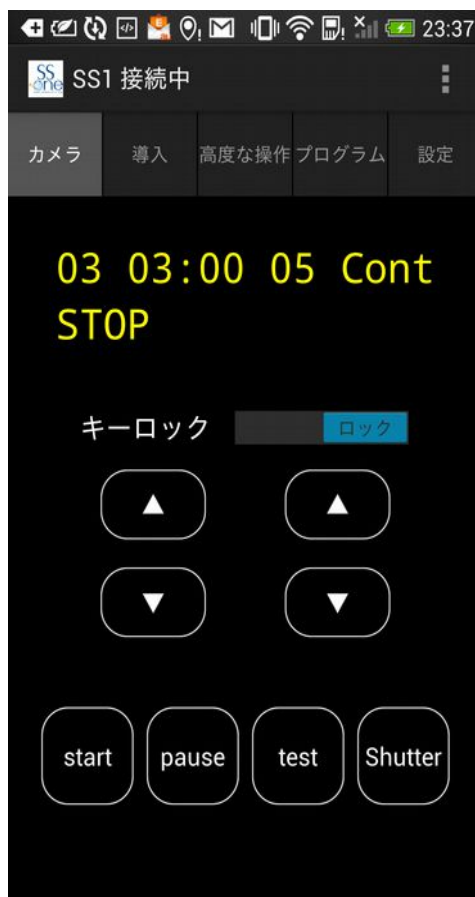 23:37
SS
one
SS1 接続中
カメラ 導入 高度な操作 プログラム 設定
03 03:00 05 Cont
STOP
キーロック ロック
start pause test Shutter